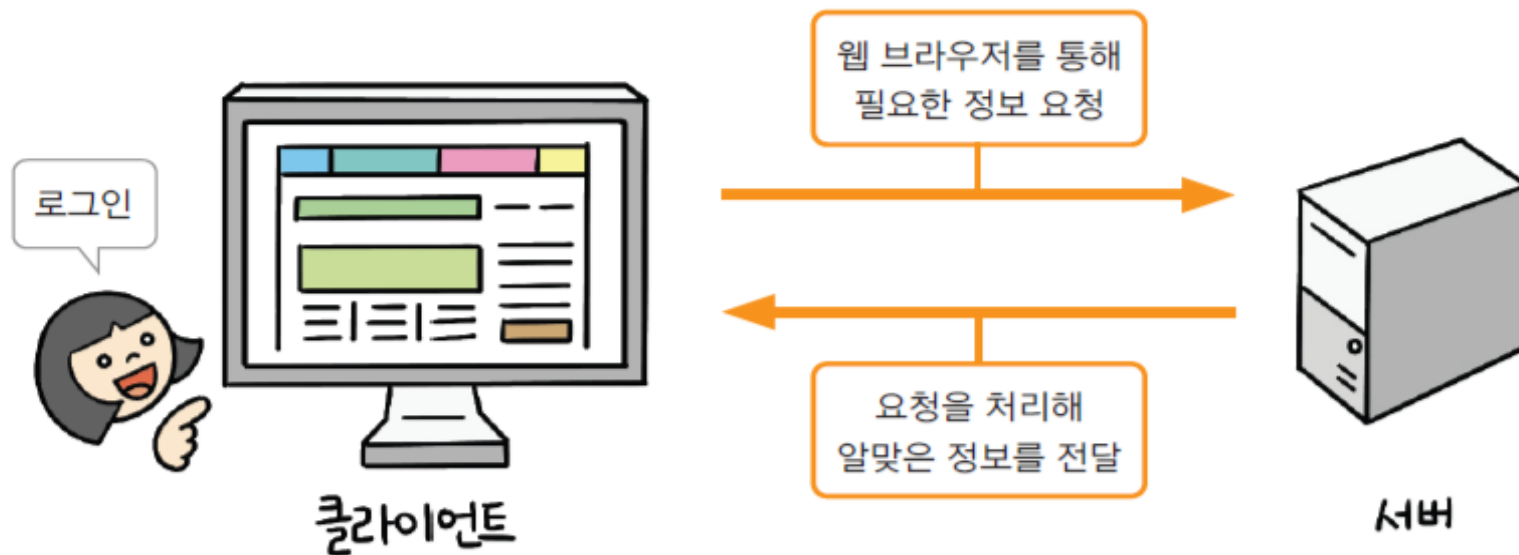 웹 브라우저를 통해
필요한 정보 요청
로그인
요청을 처리해
알맞은 정보를 전달
클라이언트
서버